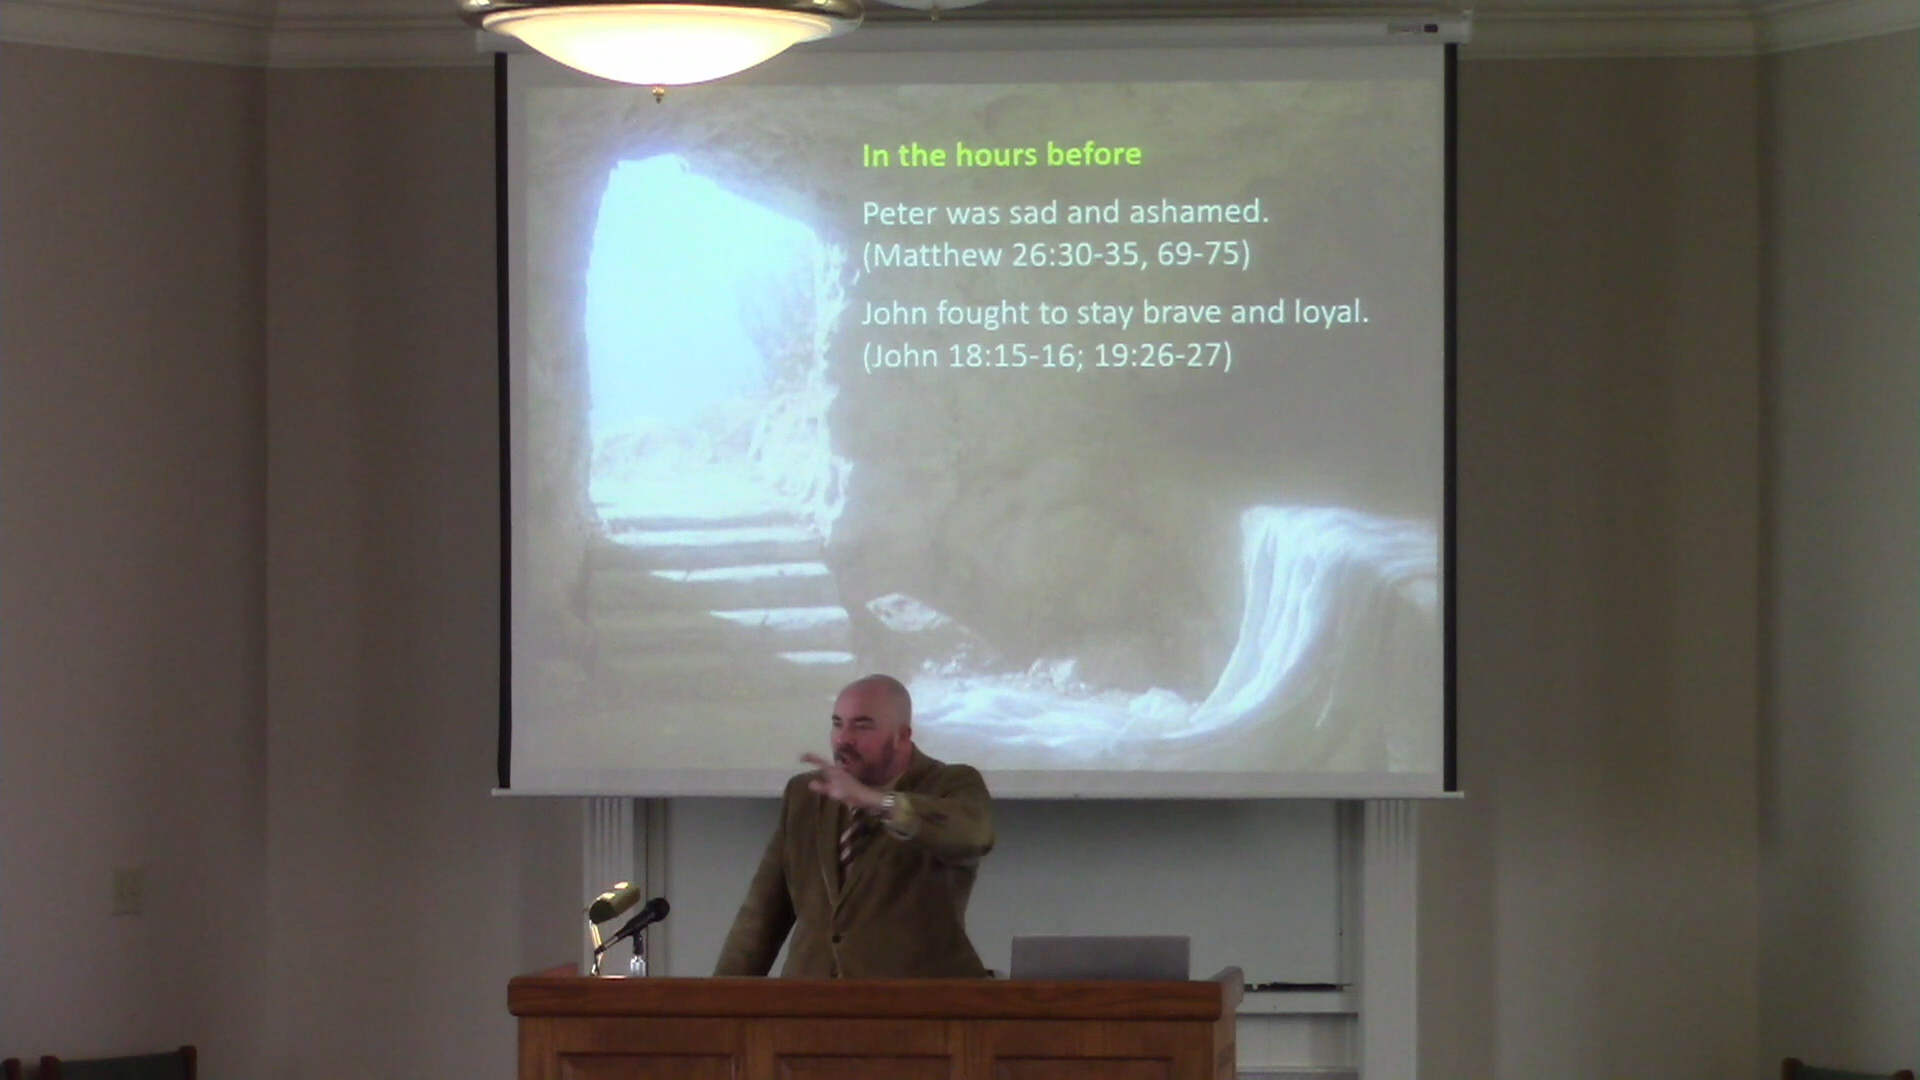 In the hours before
Peter was sad and ashamed.
(Matthew 26:30-35, 69-75)
John fought to stay brave and loyal.
(John 18:15-16; 19:26-27)